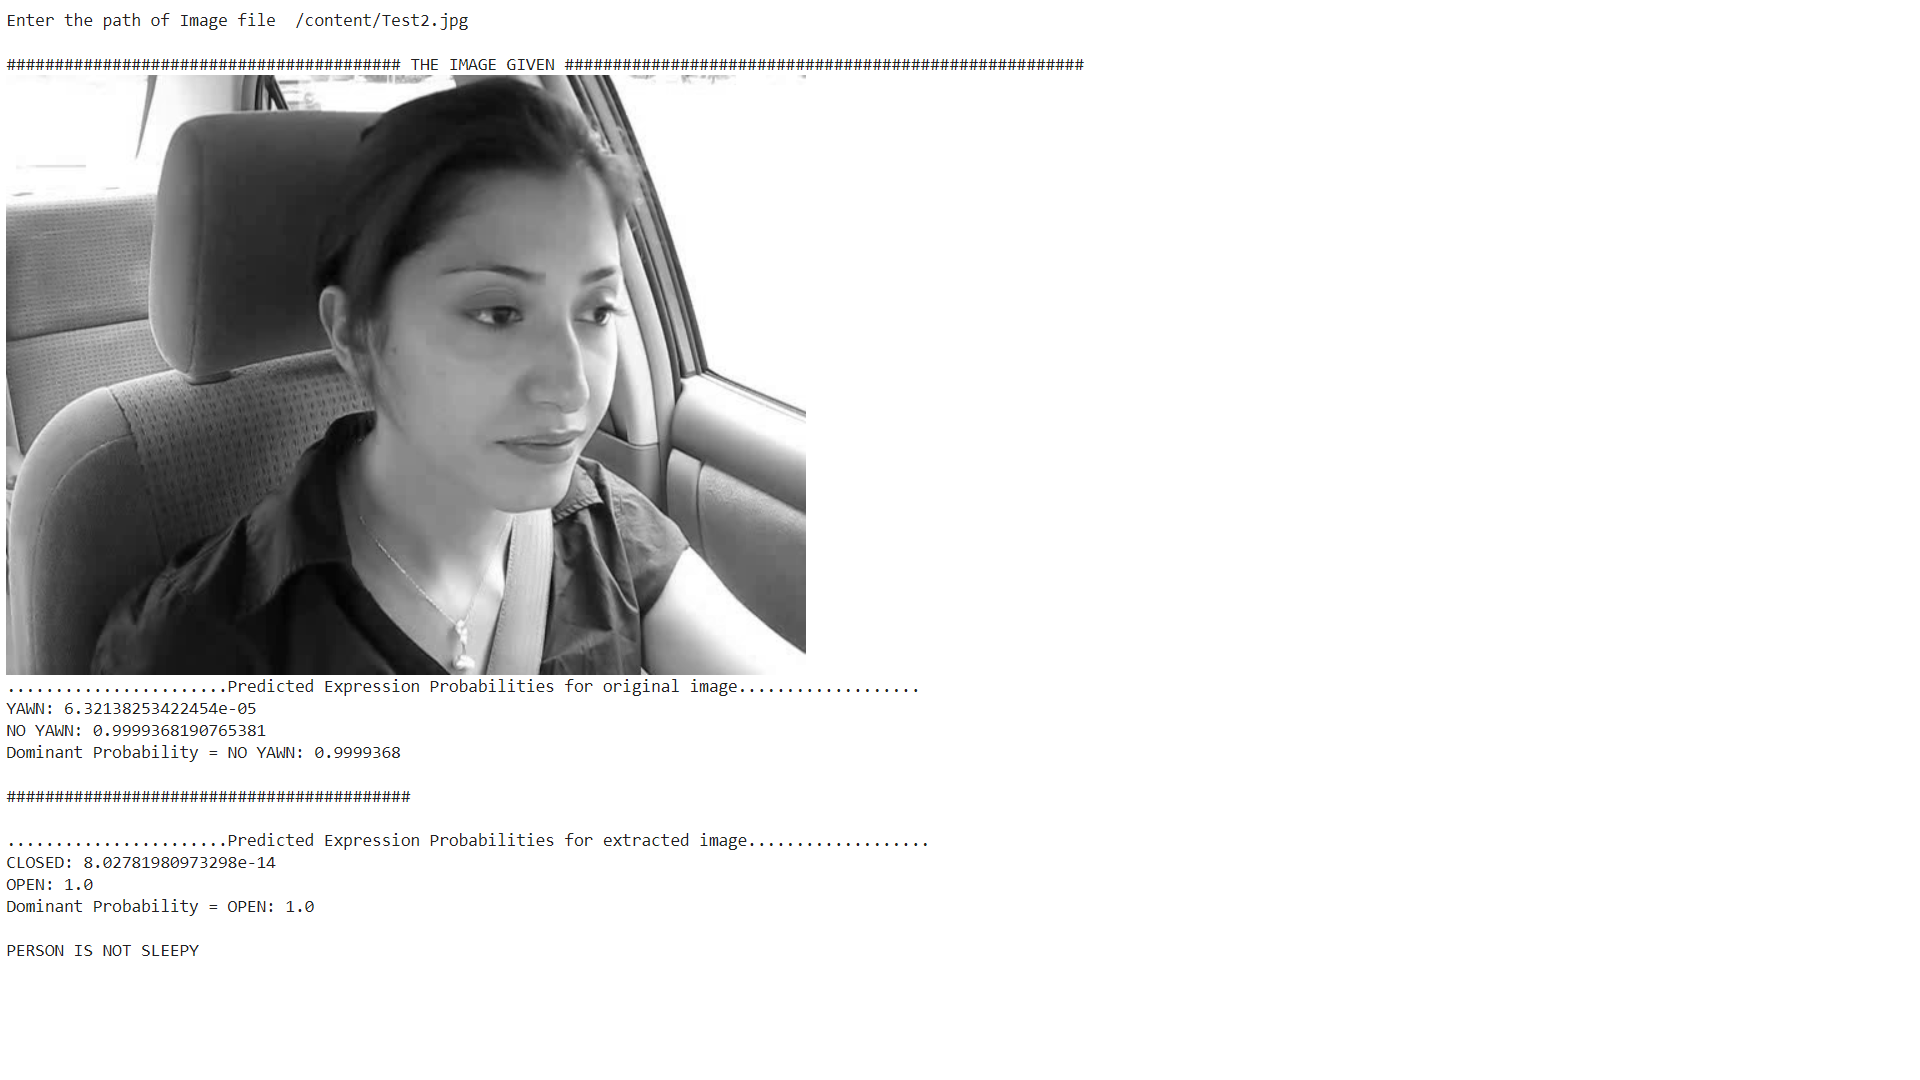 Enter the path of Image file  /content/Test2.jpg
######################################### THE IMAGE GIVEN #########################################################
.......................Predicted Expression Probabilities for original image...................
YAWN: 6.32138253422454e-05
NO YAWN: 0.9999368190765381
Dominant Probability = NO YAWN: 0.9999368
##########################################
.......................Predicted Expression Probabilities for extracted image...................
CLOSED: 8.02781980973298e-14
OPEN: 1.0
Dominant Probability = OPEN: 1.0
PERSON IS NOT SLEEPY